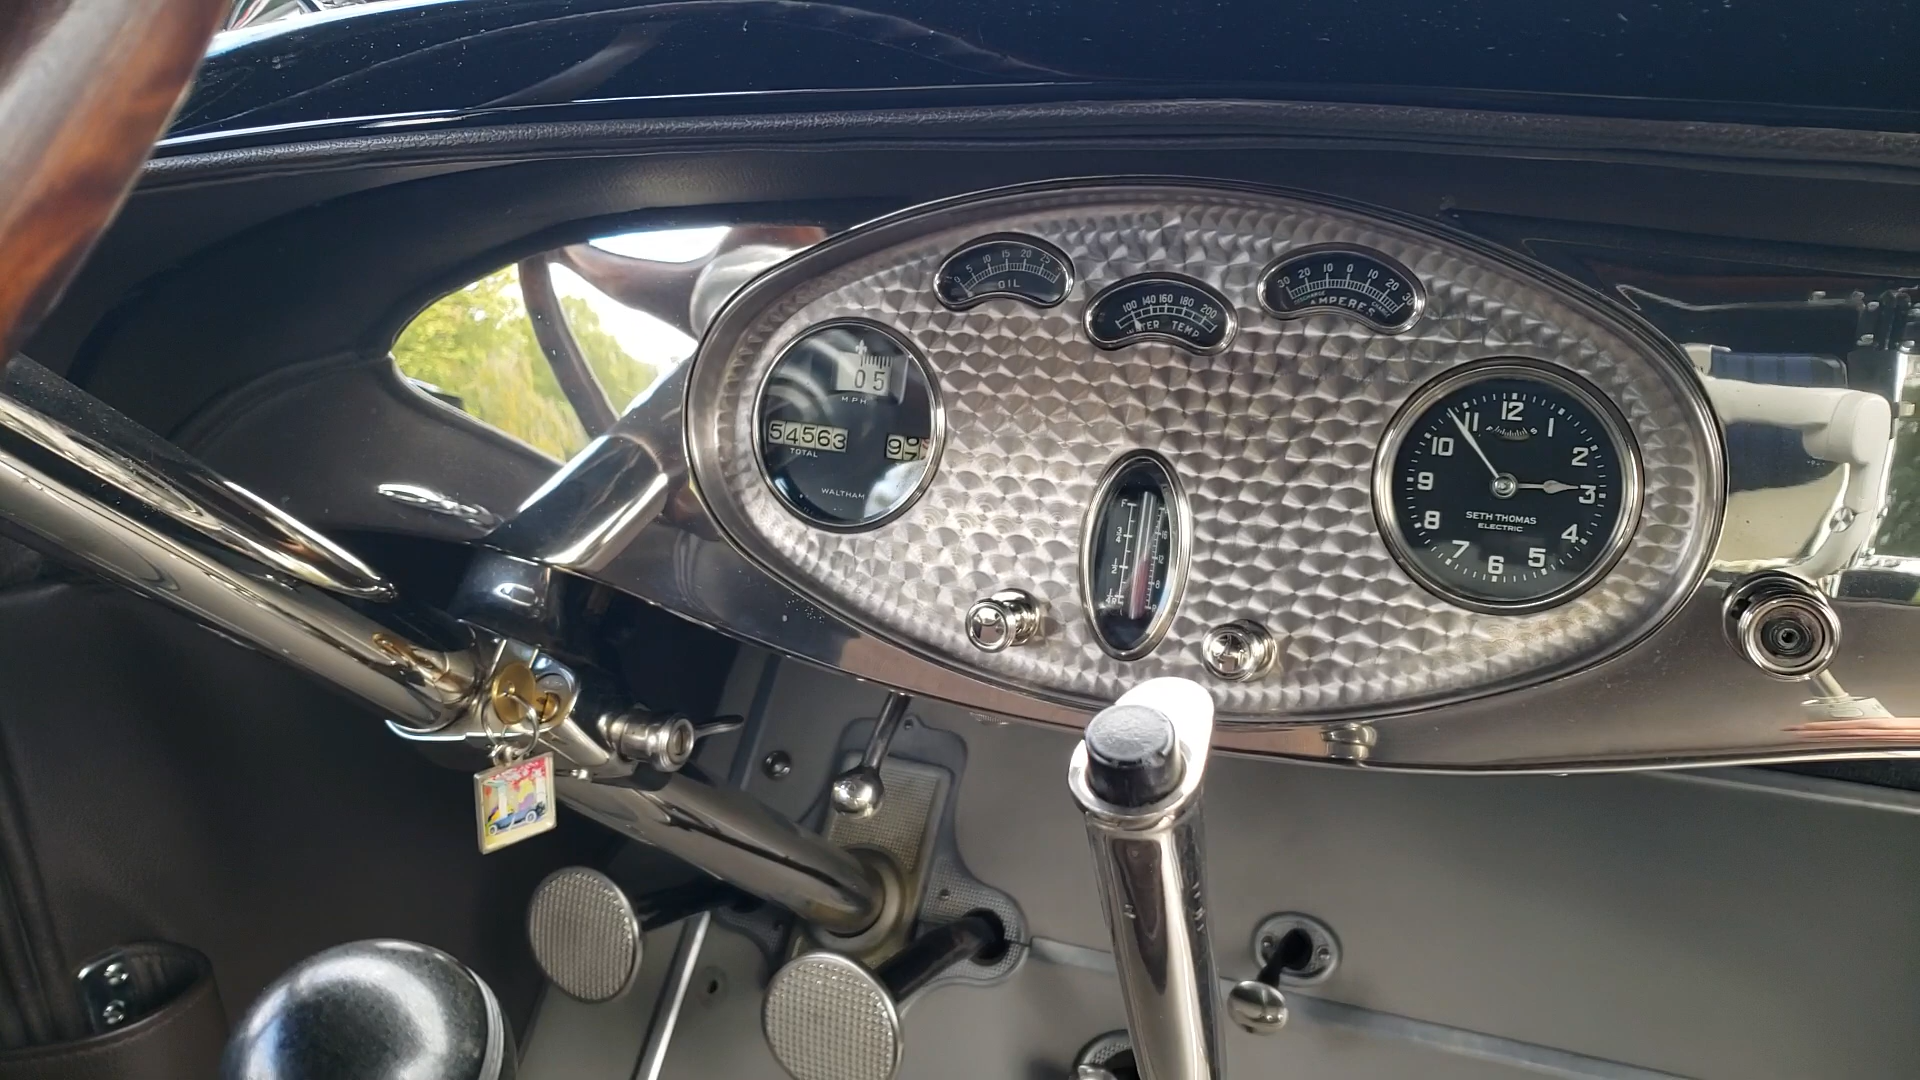 0 5 10 15 20 25
OIL
100 140 160 180 200
WATER TEMP
30 20 10 0 10 20 30
DISCHARGE AMPERES CHARGE
05
MPH
54563
TOTAL
WALTHAM
F
12
11 1
10 2
9 3
8 4
7 5
6
F S
SETH THOMAS
ELECTRIC